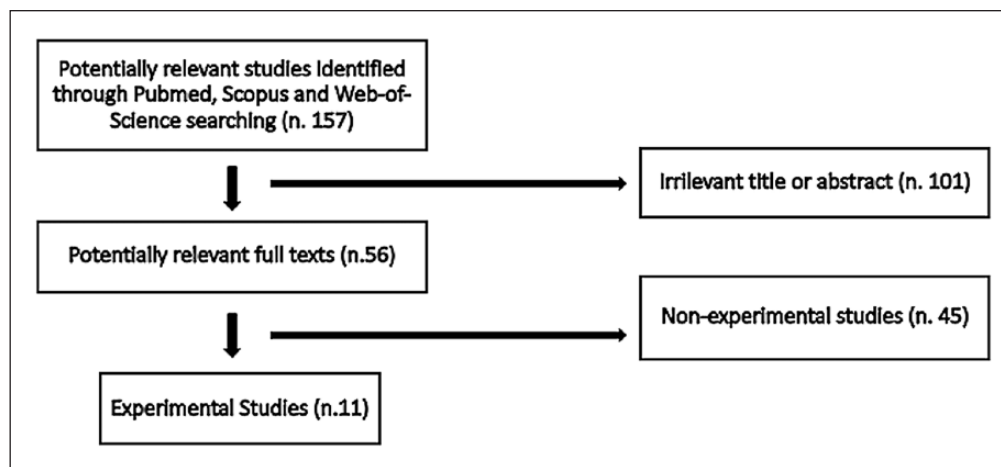 Potentially relevant studies identified
through Pubmed, Scopus and Web-of-
Science searching (n. 157)
Irrilevant title or abstract (n. 101)
Potentially relevant full texts (n.56)
Non-experimental studies (n. 45)
Experimental Studies (n.11)